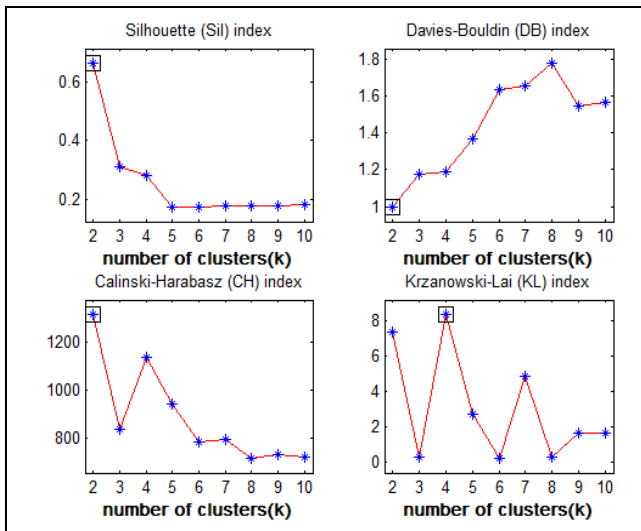 Silhouette (Sil) index
0.6
0.4
0.2
2 3 4 5 6 7 8 9 10
number of clusters(k)
Davies-Bouldin (DB) index
1.8
1.6
1.4
1.2
1
2 3 4 5 6 7 8 9 10
number of clusters(k)
Calinski-Harabasz (CH) index
1200
1000
800
2 3 4 5 6 7 8 9 10
number of clusters(k)
Krzanowski-Lai (KL) index
8
6
4
2
0
2 3 4 5 6 7 8 9 10
number of clusters(k)